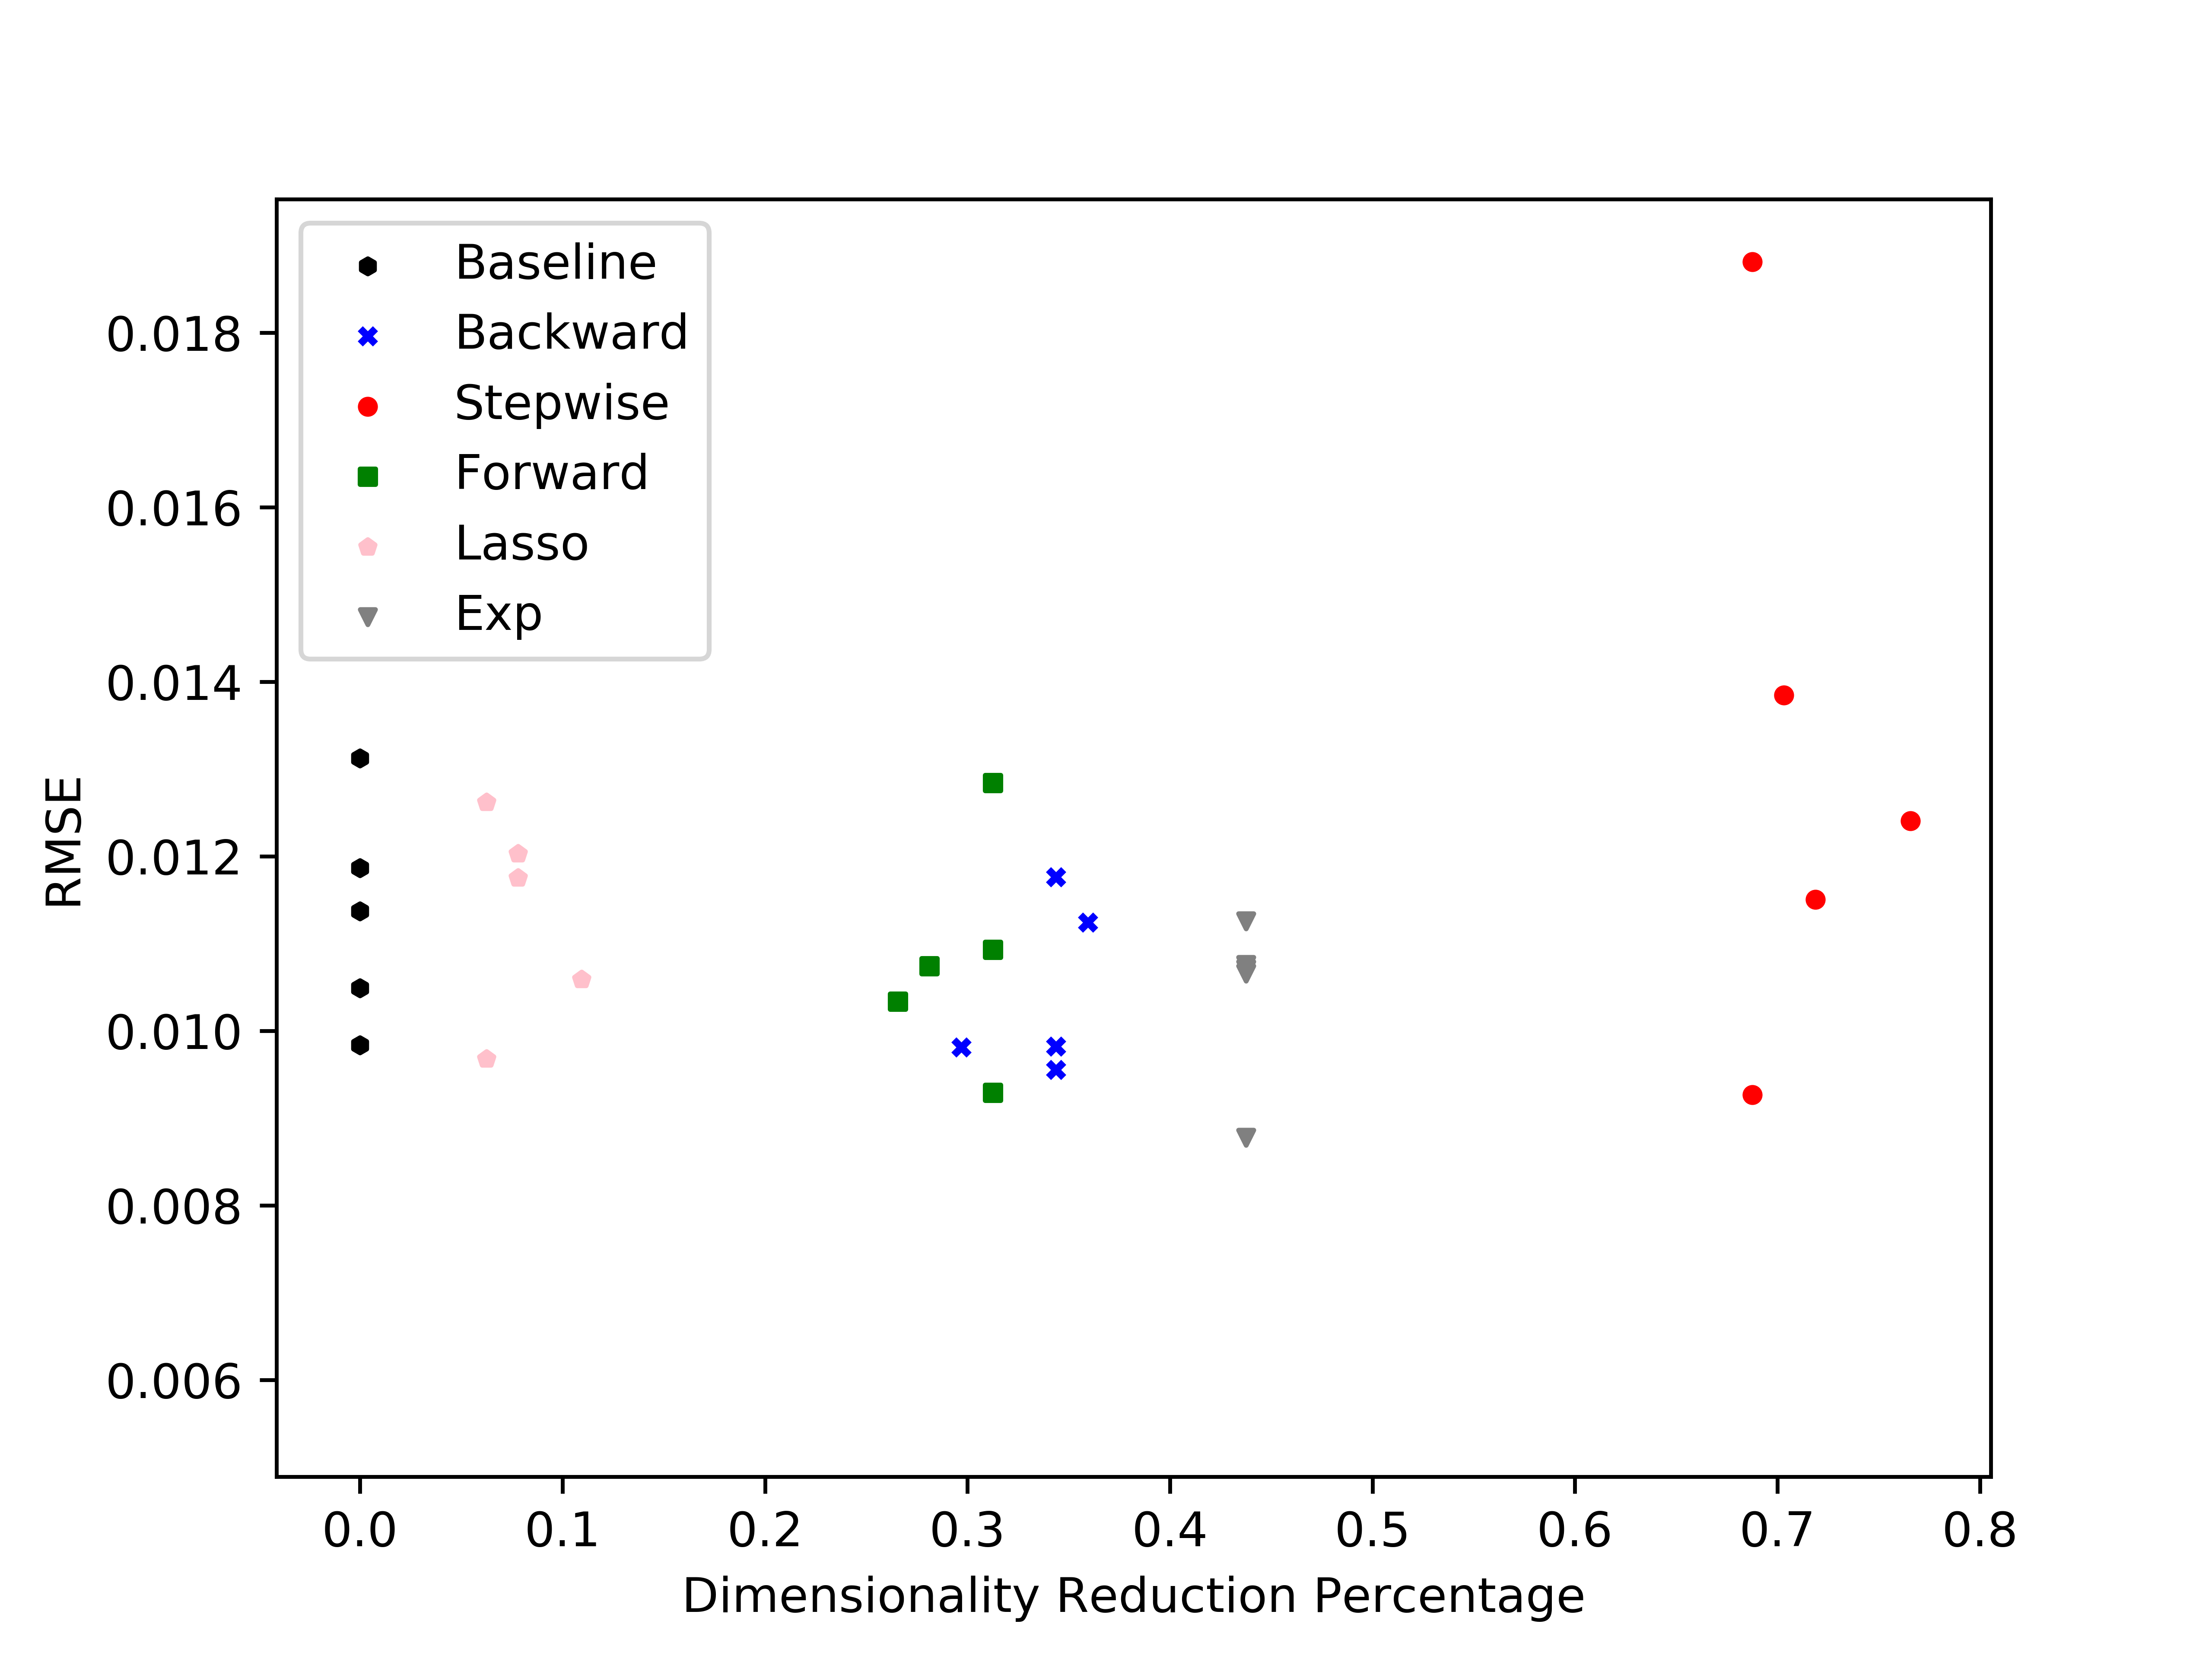 Baseline
Backward
Stepwise
Forward
Lasso
Exp
0.018
0.016
0.014
0.012
0.010
0.008
0.006
RMSE
0.0 0.1 0.2 0.3 0.4 0.5 0.6 0.7 0.8
Dimensionality Reduction Percentage